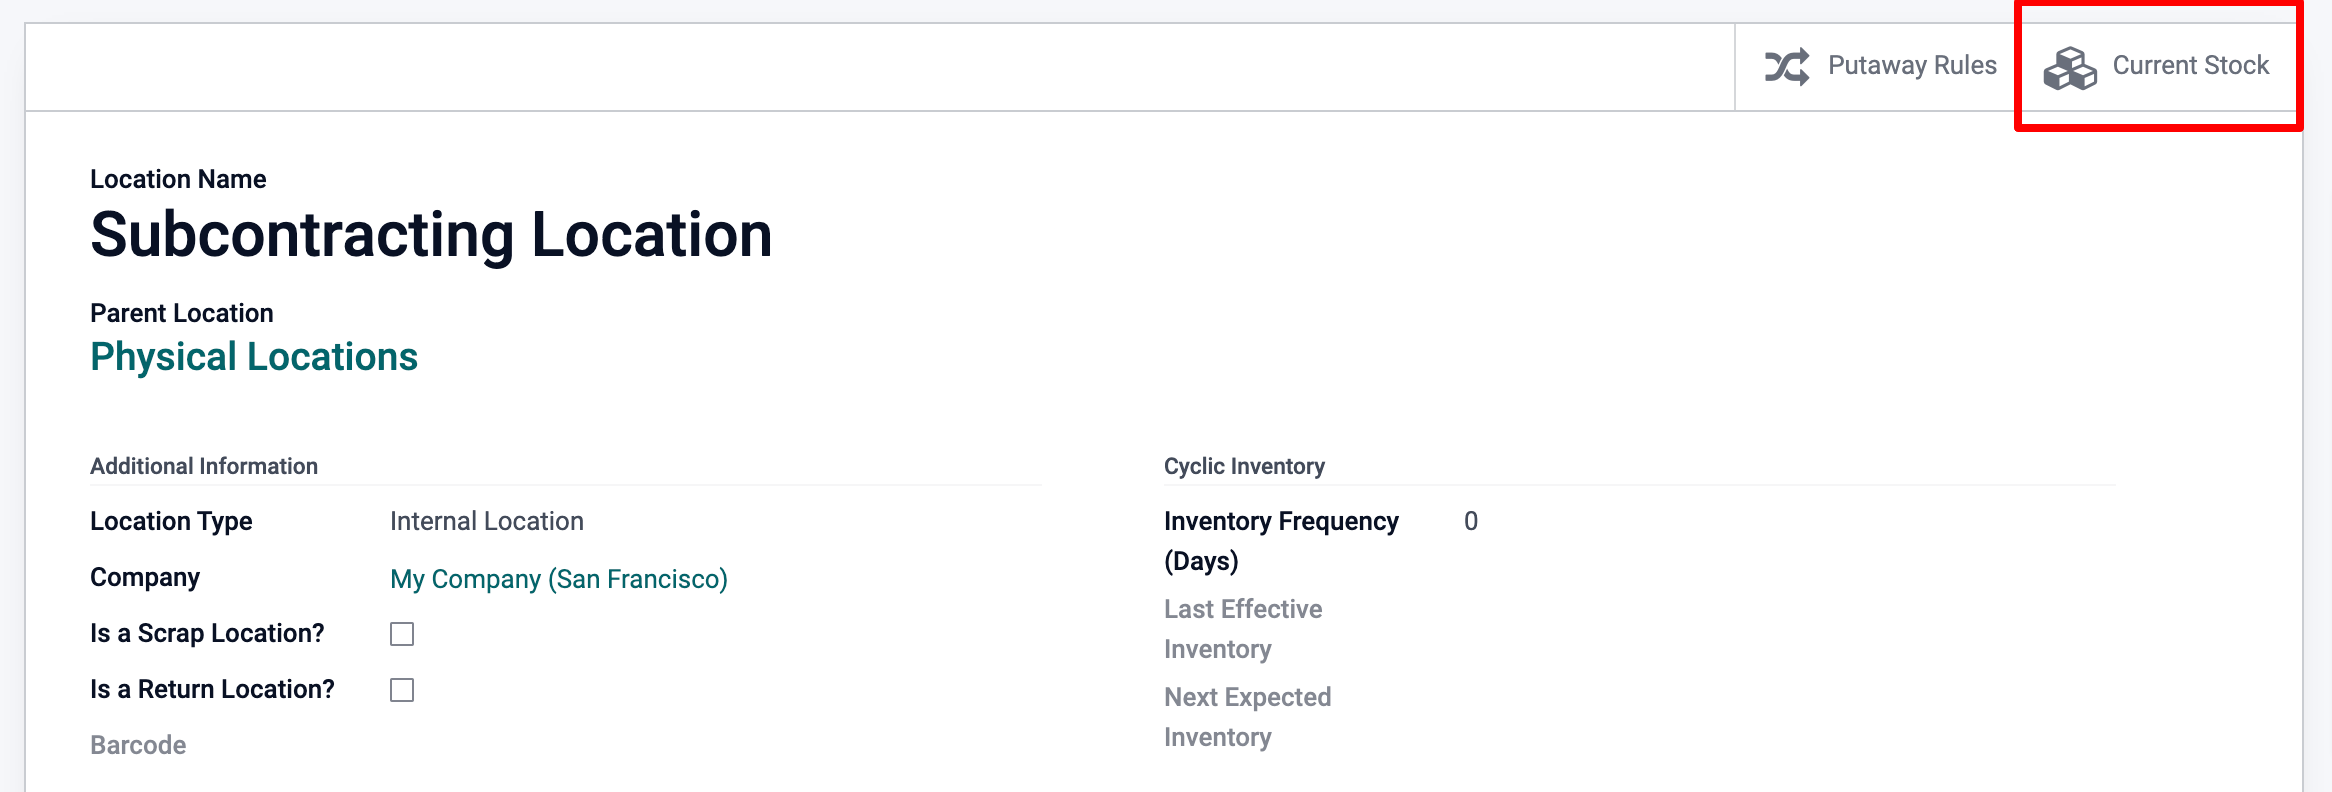 Putaway Rules
Current Stock
Location Name
Subcontracting Location
Parent Location
Physical Locations
Additional Information
Location Type Internal Location
Company My Company (San Francisco)
Is a Scrap Location?
Is a Return Location?
Barcode
Cyclic Inventory
Inventory Frequency 0
(Days)
Last Effective
Inventory
Next Expected
Inventory